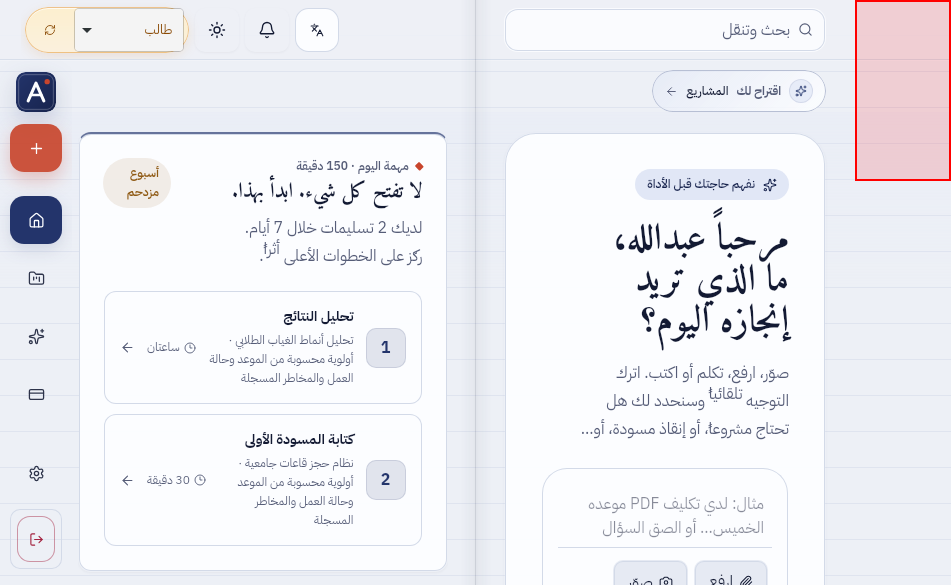 بحث وتنقل
طالب
اقتراح لك المشاريع
نفهم حاجتك قبل الأداة
مرحباً عبدالله،
ما الذي تريد
إنجازه اليوم؟
صوّر، ارفع، تكلم أو اكتب. اترك
التوجيه تلقائياً وسنحدد لك هل
تحتاج مشروعاً، أو إنقاذ مسودة، أو...
مثال: لدي تكليف PDF موعده
الخميس... أو الصق السؤال
ارفع
صوّر
مهمة اليوم · 150 دقيقة
لا تفتح كل شيء. ابدأ بهذا.
أسبوع
مزدحم
لديك 2 تسليمات خلال 7 أيام.
ركز على الخطوات الأعلى أثراً.
1
تحليل النتائج
تحليل أنماط الغياب الطلابي ·
أولوية محسوبة من الموعد وحالة
العمل والمخاطر المسجلة
ساعتان
2
كتابة المسودة الأولى
نظام حجز قاعات جامعية ·
أولوية محسوبة من الموعد
وحالة العمل والمخاطر
المسجلة
30 دقيقة
A